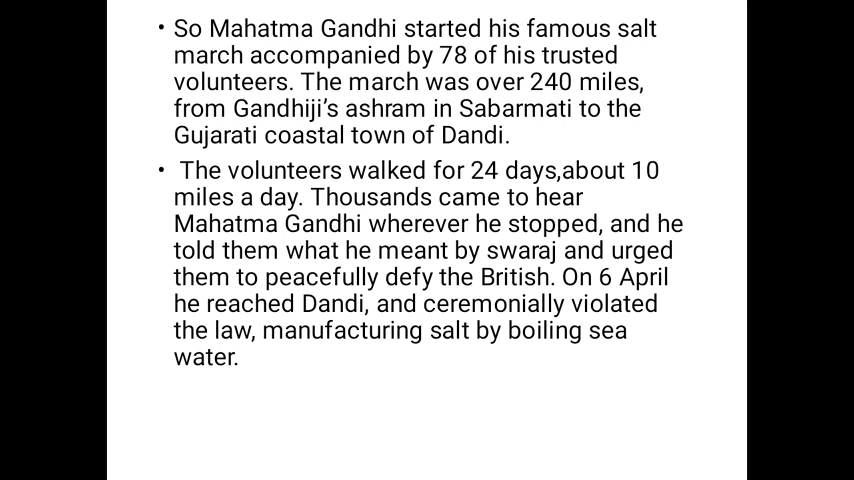 • So Mahatma Gandhi started his famous salt
march accompanied by 78 of his trusted
volunteers. The march was over 240 miles,
from Gandhiji’s ashram in Sabarmati to the
Gujarati coastal town of Dandi.
• The volunteers walked for 24 days,about 10
miles a day. Thousands came to hear
Mahatma Gandhi wherever he stopped, and he
told them what he meant by swaraj and urged
them to peacefully defy the British. On 6 April
he reached Dandi, and ceremonially violated
the law, manufacturing salt by boiling sea
water.